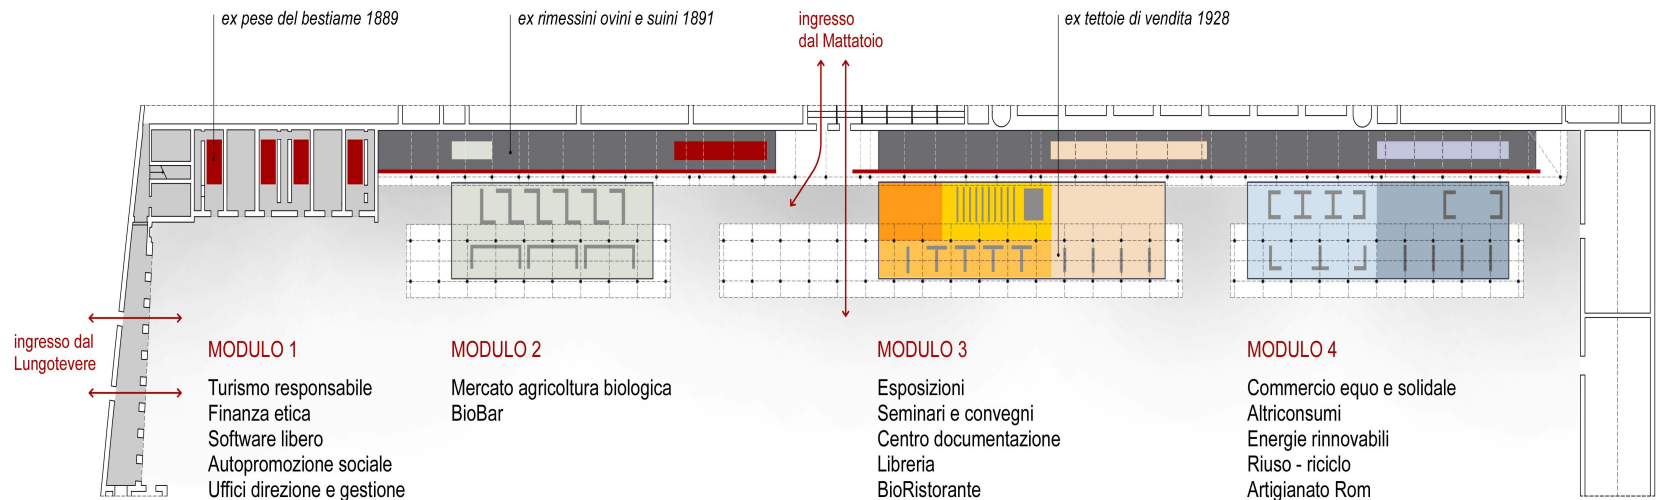 ex pese del bestiame 1889
ex rimessini ovini e suini 1891
ingresso
dal Mattatoio
ex tettoie di vendita 1928
ingresso dal
Lungotevere
MODULO 1
Turismo responsabile
Finanza etica
Software libero
Autopromozione sociale
Uffici direzione e gestione
MODULO 2
Mercato agricoltura biologica
BioBar
MODULO 3
Esposizioni
Seminari e convegni
Centro documentazione
Libreria
BioRistorante
MODULO 4
Commercio equo e solidale
Altriconsumi
Energie rinnovabili
Riuso - riciclo
Artigianato Rom